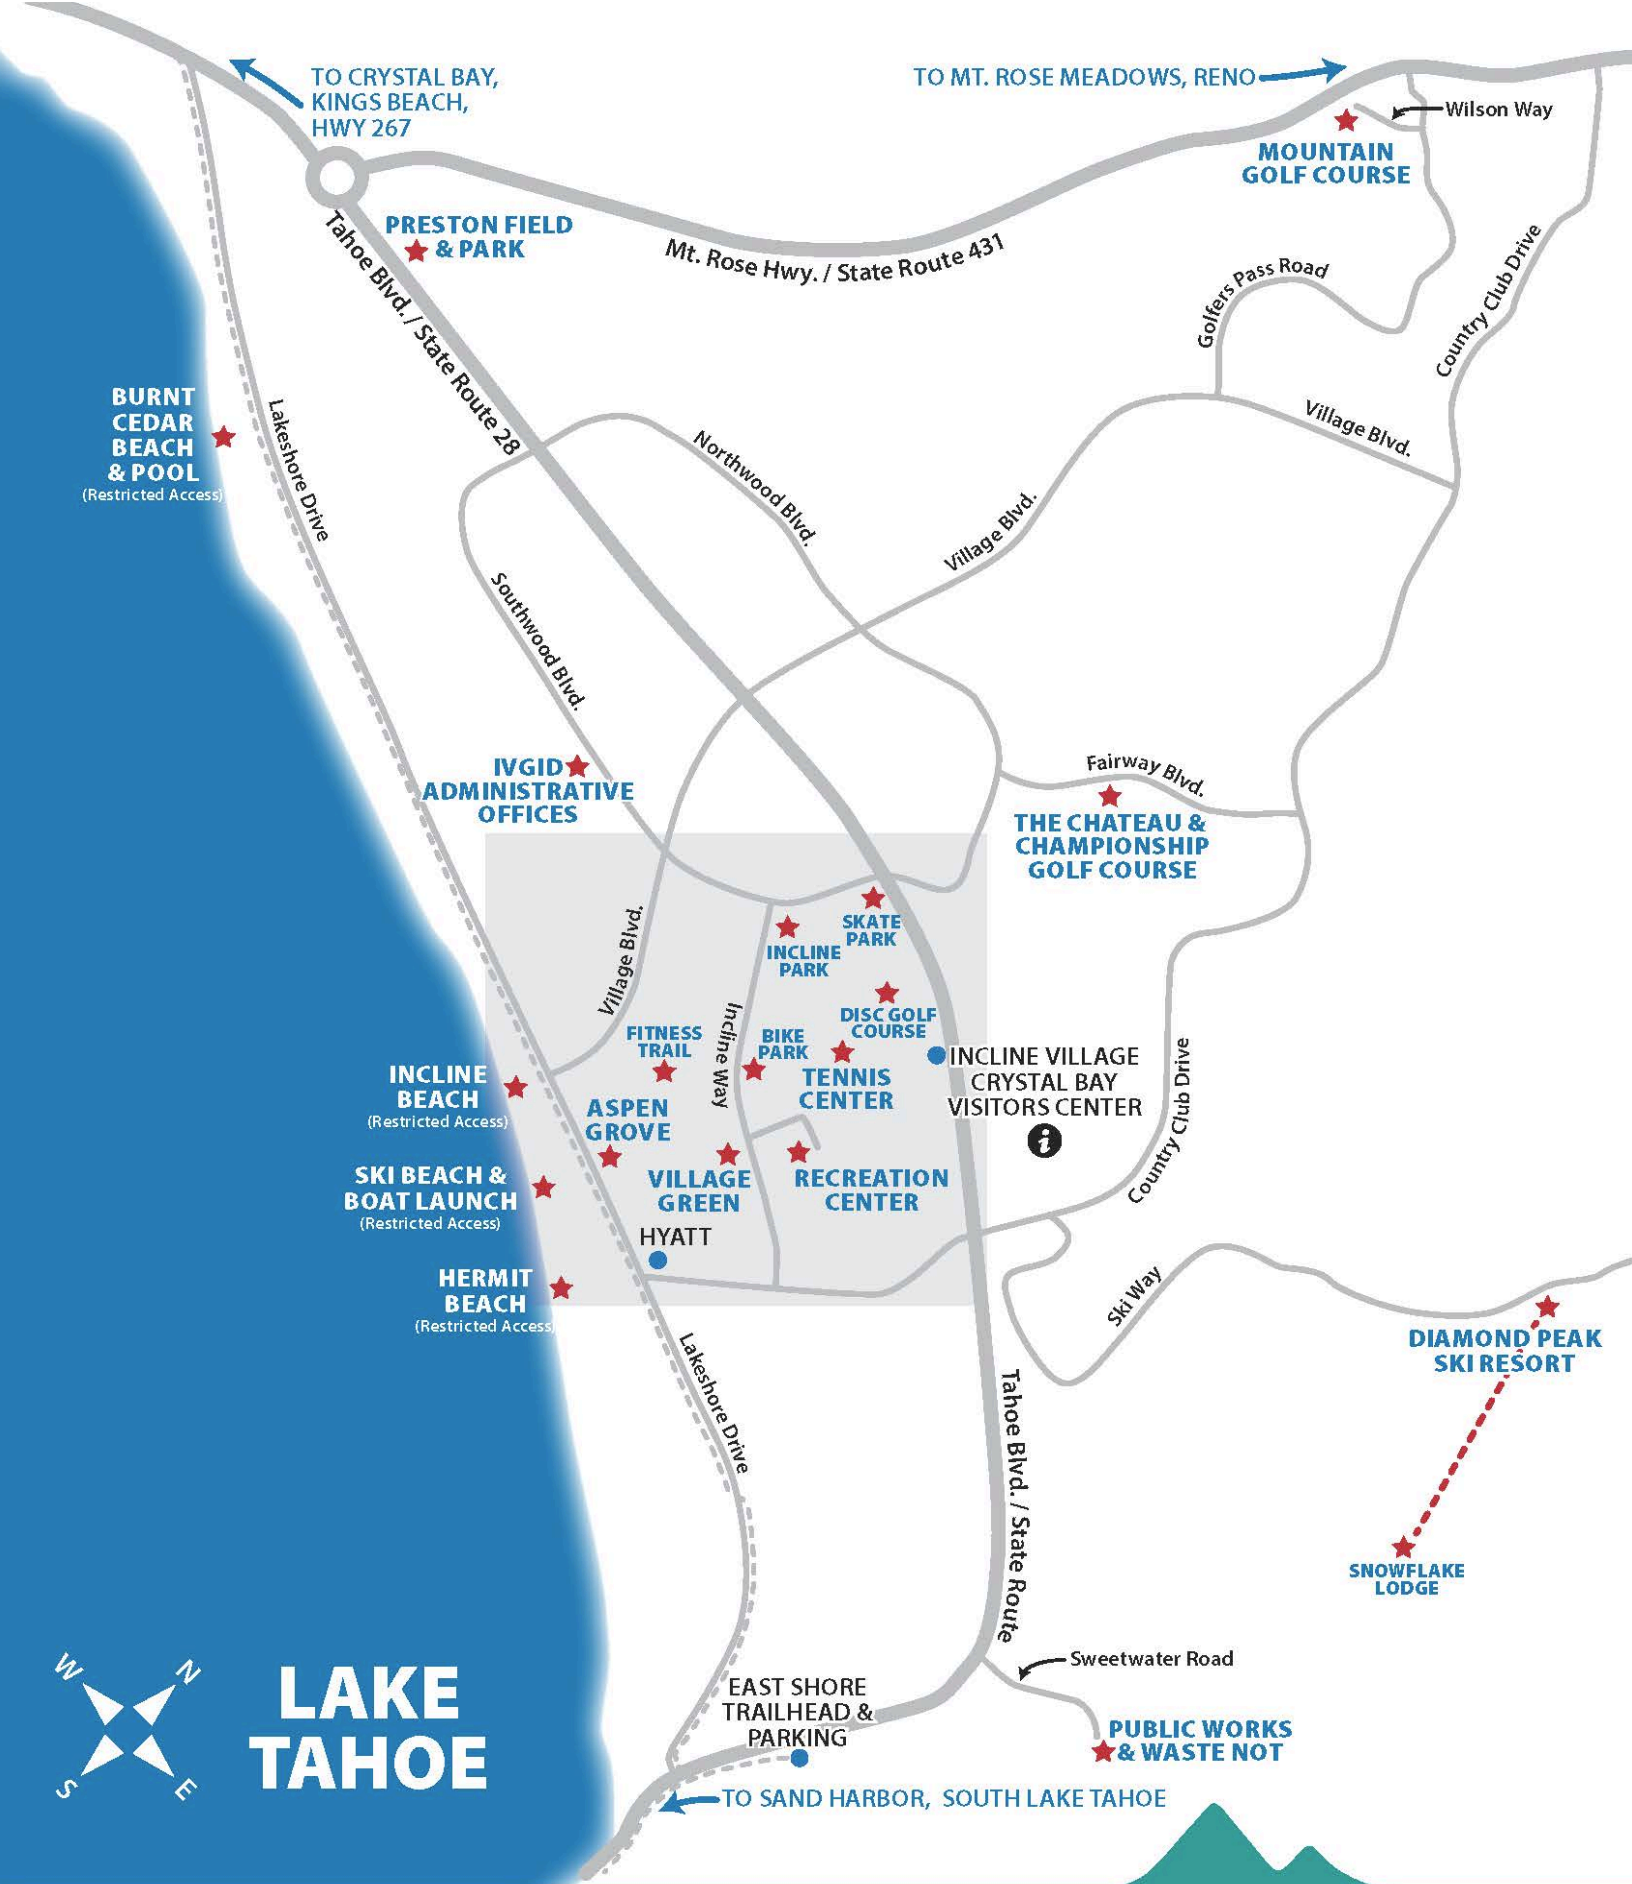 TO CRYSTAL BAY,
KINGS BEACH,
HWY 267
TO MT. ROSE MEADOWS, RENO
Wilson Way
MOUNTAIN
GOLF COURSE
PRESTON FIELD
& PARK
Tahoe Blvd. / State Route 28
Mt. Rose Hwy. / State Route 431
Golfers Pass Road
Country Club Drive
Village Blvd.
BURNT
CEDAR
BEACH
& POOL
(Restricted Access)
Lakeshore Drive
Northwood Blvd.
Village Blvd.
Southwood Blvd.
IVGID
ADMINISTRATIVE
OFFICES
Fairway Blvd.
THE CHATEAU &
CHAMPIONSHIP
GOLF COURSE
SKATE
PARK
INCLINE
PARK
Village Blvd.
Incline Way
DISC GOLF
COURSE
FITNESS
TRAIL
BIKE
PARK
TENNIS
CENTER
INCLINE VILLAGE
CRYSTAL BAY
VISITORS CENTER
i
Country Club Drive
INCLINE
BEACH
(Restricted Access)
ASPEN
GROVE
SKI BEACH &
BOAT LAUNCH
(Restricted Access)
VILLAGE
GREEN
RECREATION
CENTER
HYATT
HERMIT
BEACH
(Restricted Access)
Ski Way
DIAMOND PEAK
SKI RESORT
Lakeshore Drive
Tahoe Blvd. / State Route
SNOWFLAKE
LODGE
Sweetwater Road
EAST SHORE
TRAILHEAD &
PARKING
PUBLIC WORKS
& WASTE NOT
TO SAND HARBOR, SOUTH LAKE TAHOE
W
N
S
E
LAKE
TAHOE